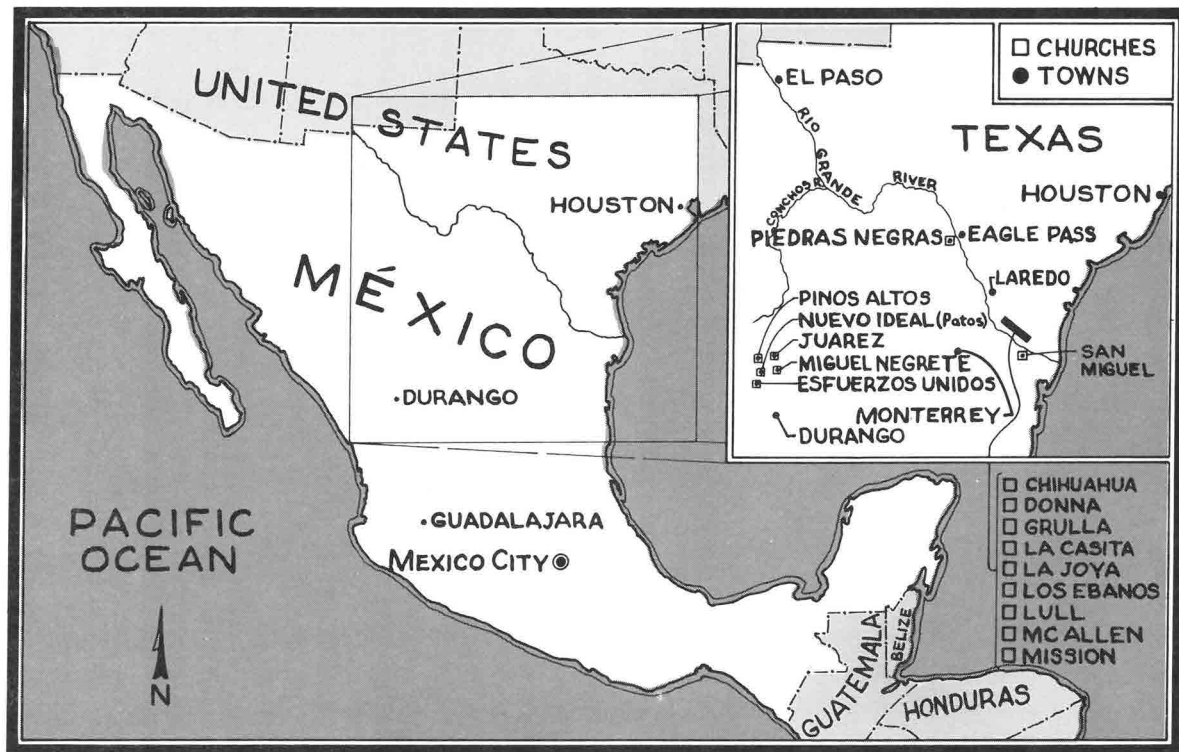 UNITED STATES
HOUSTON
MÉXICO
DURANGO
GUADALAJARA
MEXICO CITY
PACIFIC
OCEAN
N
GUATEMALA
BELIZE
HONDURAS
□ CHURCHES
● TOWNS
EL PASO
RIO GRANDE RIVER
CONCHOS R.
TEXAS
HOUSTON
PIEDRAS NEGRAS
EAGLE PASS
LAREDO
PINOS ALTOS
NUEVO IDEAL (Patos)
JUAREZ
MIGUEL NEGRETE
ESFUERZOS UNIDOS
SAN
MIGUEL
MONTERREY
DURANGO
□ CHIHUAHUA
□ DONNA
□ GRULLA
□ LA CASITA
□ LA JOYA
□ LOS EBANOS
□ LULL
□ MC ALLEN
□ MISSION